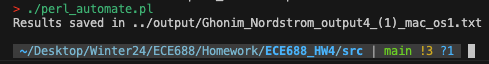 > ./perl_automate.pl
Results saved in ../output/Ghonim_Nordstrom_output4_(1)_mac_os1.txt
~/Desktop/Winter24/ECE688/Homework/ECE688_HW4/src | main !3 ?1